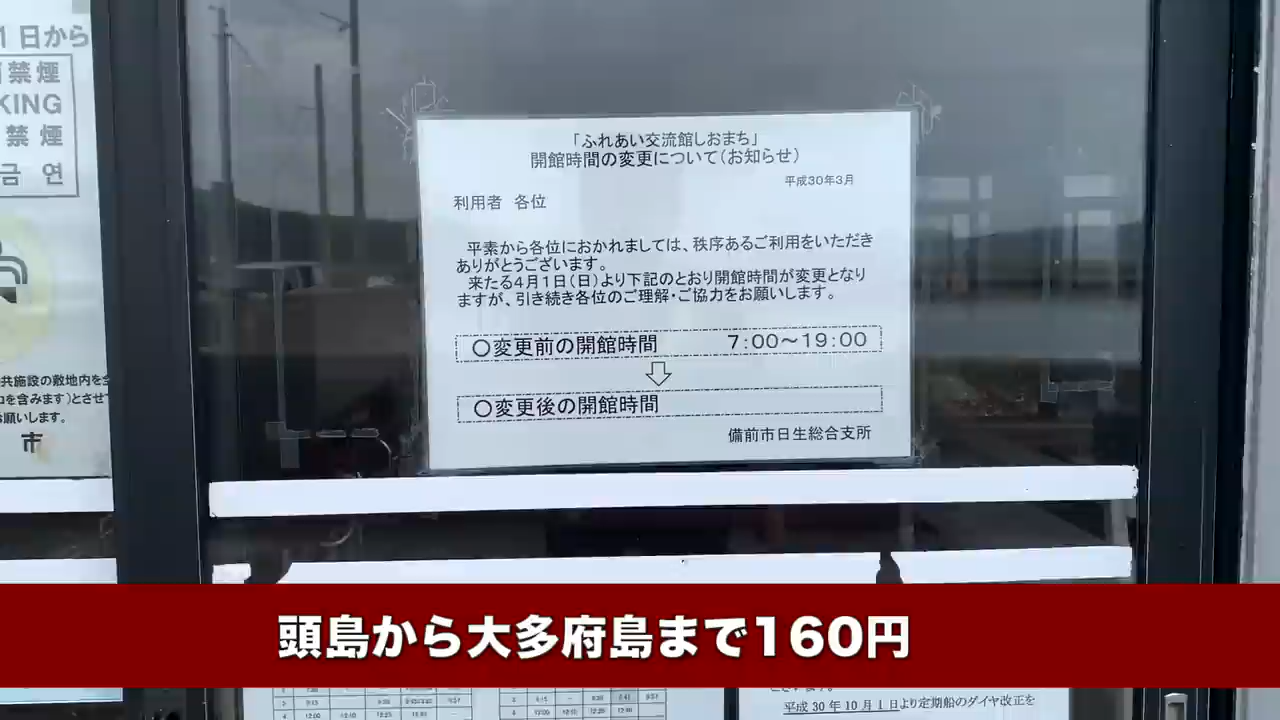 1日から
禁煙
KING
禁煙
금연
共施設の敷地内を全
を含みます)とさせ
お願いします。
市
「ふれあい交流館しおまち」
開館時間の変更について(お知らせ)
平成30年3月
利用者 各位
平素から各位におかれましては、秩序あるご利用をいただき
ありがとうございます。
来たる4月1日(日)より下記のとおり開館時間が変更となり
ますが、引き続き各位のご理解・ご協力をお願いします。
○変更前の開館時間 7:00～19:00
○変更後の開館時間
備前市日生総合支所
頭島から大多府島まで160円
平成30年10月1日より定期船のダイヤ改正を